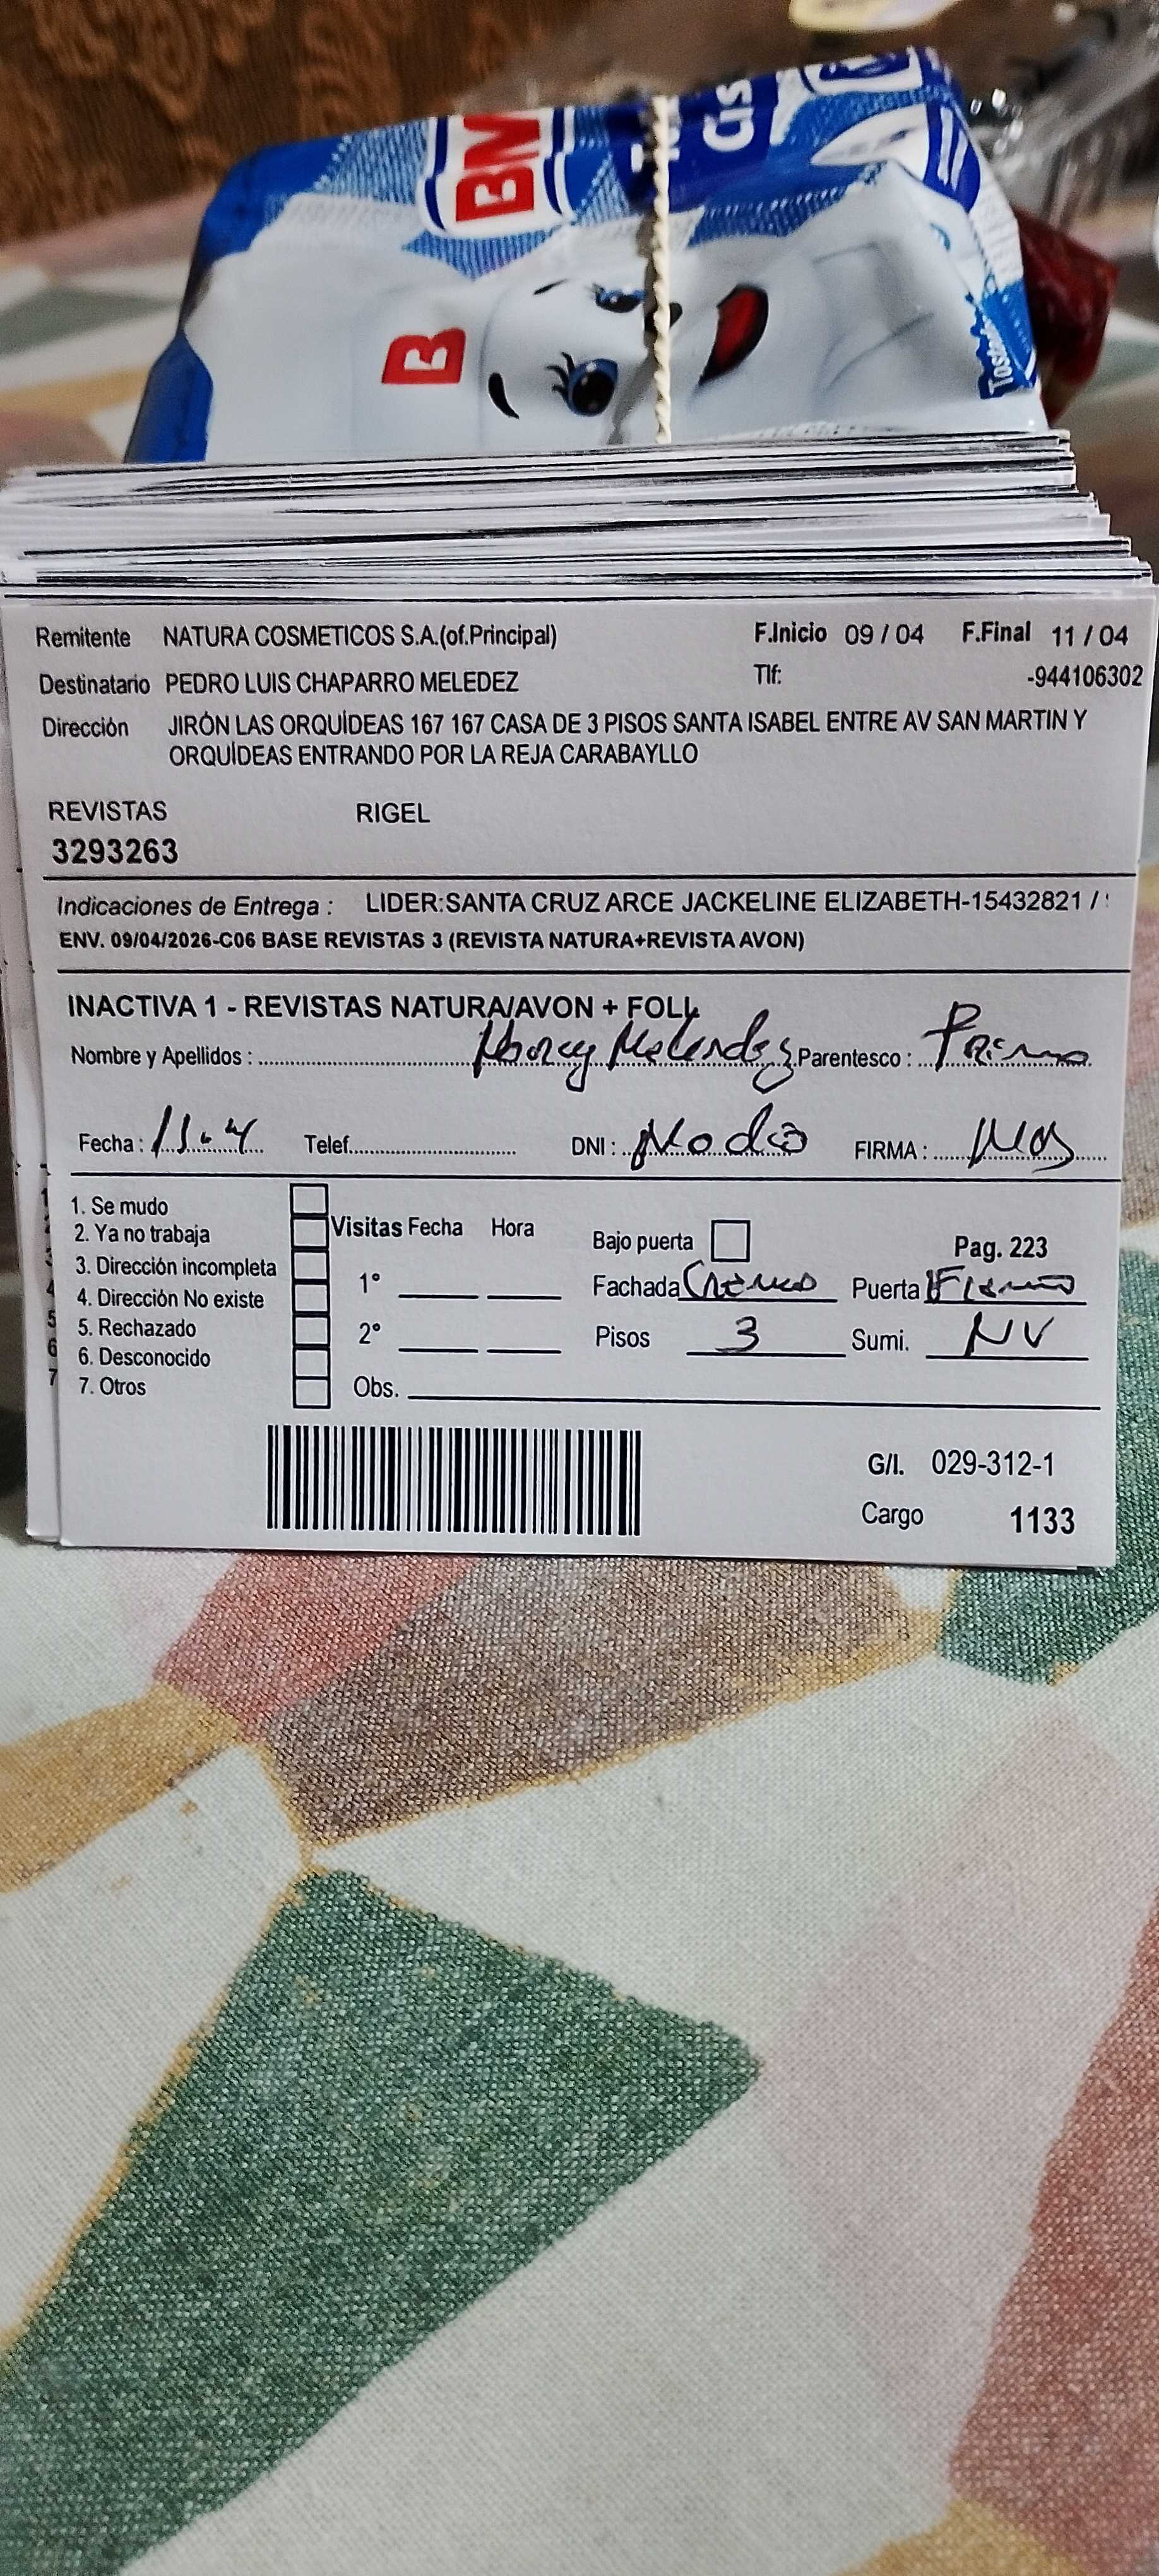 BM
B
Remitente NATURA COSMETICOS S.A.(of.Principal) F.Inicio 09 / 04 F.Final 11 / 04
Destinatario PEDRO LUIS CHAPARRO MELEDEZ Tlf: -944106302
Dirección JIRÓN LAS ORQUÍDEAS 167 167 CASA DE 3 PISOS SANTA ISABEL ENTRE AV SAN MARTIN Y
ORQUÍDEAS ENTRANDO POR LA REJA CARABAYLLO
REVISTAS RIGEL
3293263
Indicaciones de Entrega : LIDER:SANTA CRUZ ARCE JACKELINE ELIZABETH-15432821 /
ENV. 09/04/2026-C06 BASE REVISTAS 3 (REVISTA NATURA+REVISTA AVON)
INACTIVA 1 - REVISTAS NATURA/AVON + FOLL
Nombre y Apellidos : Melendez Parentesco : Primo
Fecha : 11-4 Telef. DNI : FIRMA :
1. Se mudo
2. Ya no trabaja Visitas Fecha Hora Bajo puerta Pag. 223
3. Dirección incompleta 1° Fachada Puerta
4. Dirección No existe
5. Rechazado 2° Pisos 3 Sumi. NV
6. Desconocido
7. Otros Obs.
G/I. 029-312-1
Cargo 1133